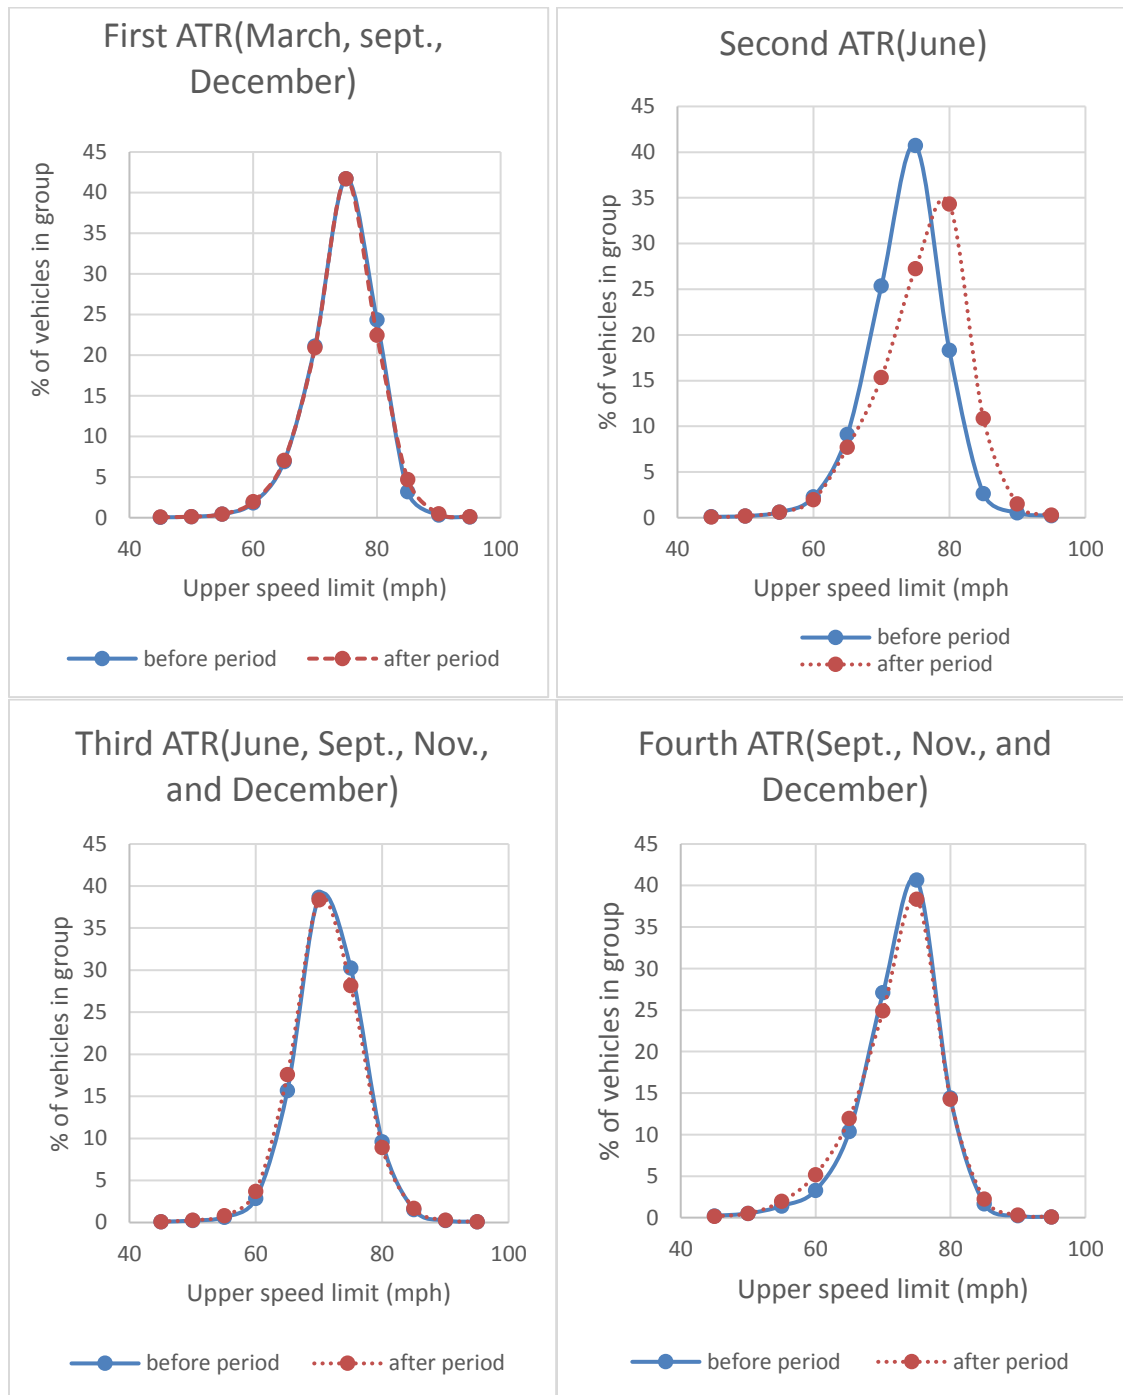 First ATR(March, sept.,
December)
% of vehicles in group
45
40
35
30
25
20
15
10
5
0
40 60 80 100
Upper speed limit (mph)
before period after period
Second ATR(June)
% of vehicles in group
45
40
35
30
25
20
15
10
5
0
40 60 80 100
Upper speed limit (mph
before period
after period
Third ATR(June, Sept., Nov.,
and December)
% of vehicles in group
45
40
35
30
25
20
15
10
5
0
40 60 80 100
Upper speed limit (mph)
before period after period
Fourth ATR(Sept., Nov., and
December)
% of vehicles in group
45
40
35
30
25
20
15
10
5
0
40 60 80 100
Upper speed limit (mph)
before period after period